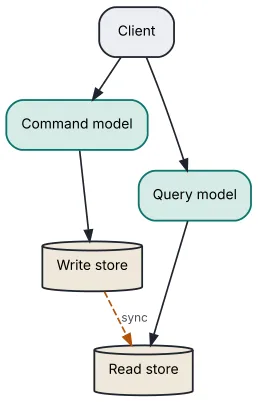 Client
Command model
Query model
Write store
sync
Read store